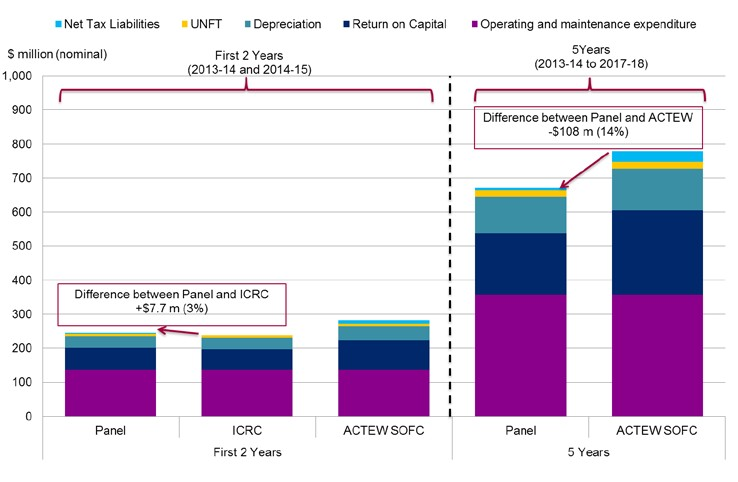 Net Tax Liabilities UNFT Depreciation Return on Capital Operating and maintenance expenditure
$ million (nominal)
First 2 Years
(2013-14 and 2014-15)
5Years
(2013-14 to 2017-18)
1,000
900
800
700
600
500
400
300
200
100
0
Difference between Panel and ACTEW
-$108 m (14%)
Difference between Panel and ICRC
+$7.7 m (3%)
Panel ICRC ACTEW SOFC Panel ACTEW SOFC
First 2 Years 5 Years